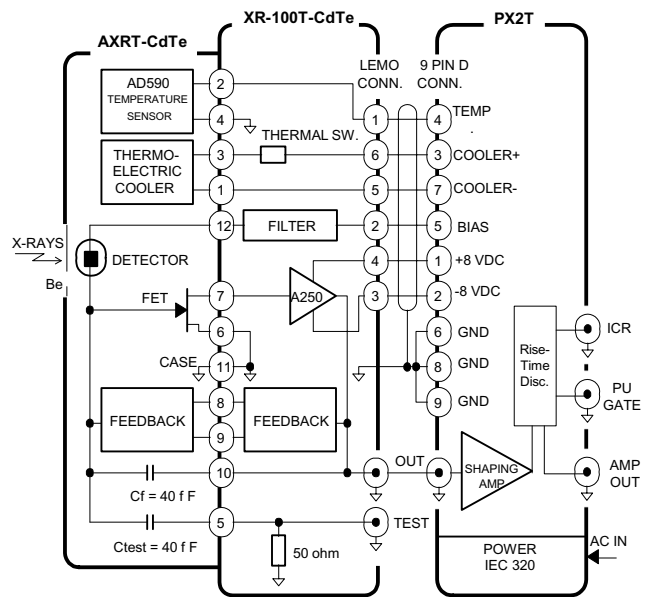 XR-100T-CdTe
PX2T
AXRT-CdTe
LEMO CONN.
9 PIN D CONN.
AD590
TEMPERATURE
SENSOR
2
4
1
4
TEMP
.
THERMAL SW.
THERMO-
ELECTRIC
COOLER
3
6
3
COOLER+
1
5
7
COOLER-
12
FILTER
2
5
BIAS
X-RAYS
DETECTOR
Be
4
1
+8 VDC
FET
7
A250
3
2
-8 VDC
6
6
GND
ICR
CASE
11
8
GND
Rise-
Time
Disc.
8
9
GND
PU
GATE
FEEDBACK
FEEDBACK
9
10
OUT
SHAPING
AMP
AMP
OUT
Cf = 40 f F
5
TEST
Ctest = 40 f F
50 ohm
POWER
IEC 320
AC IN